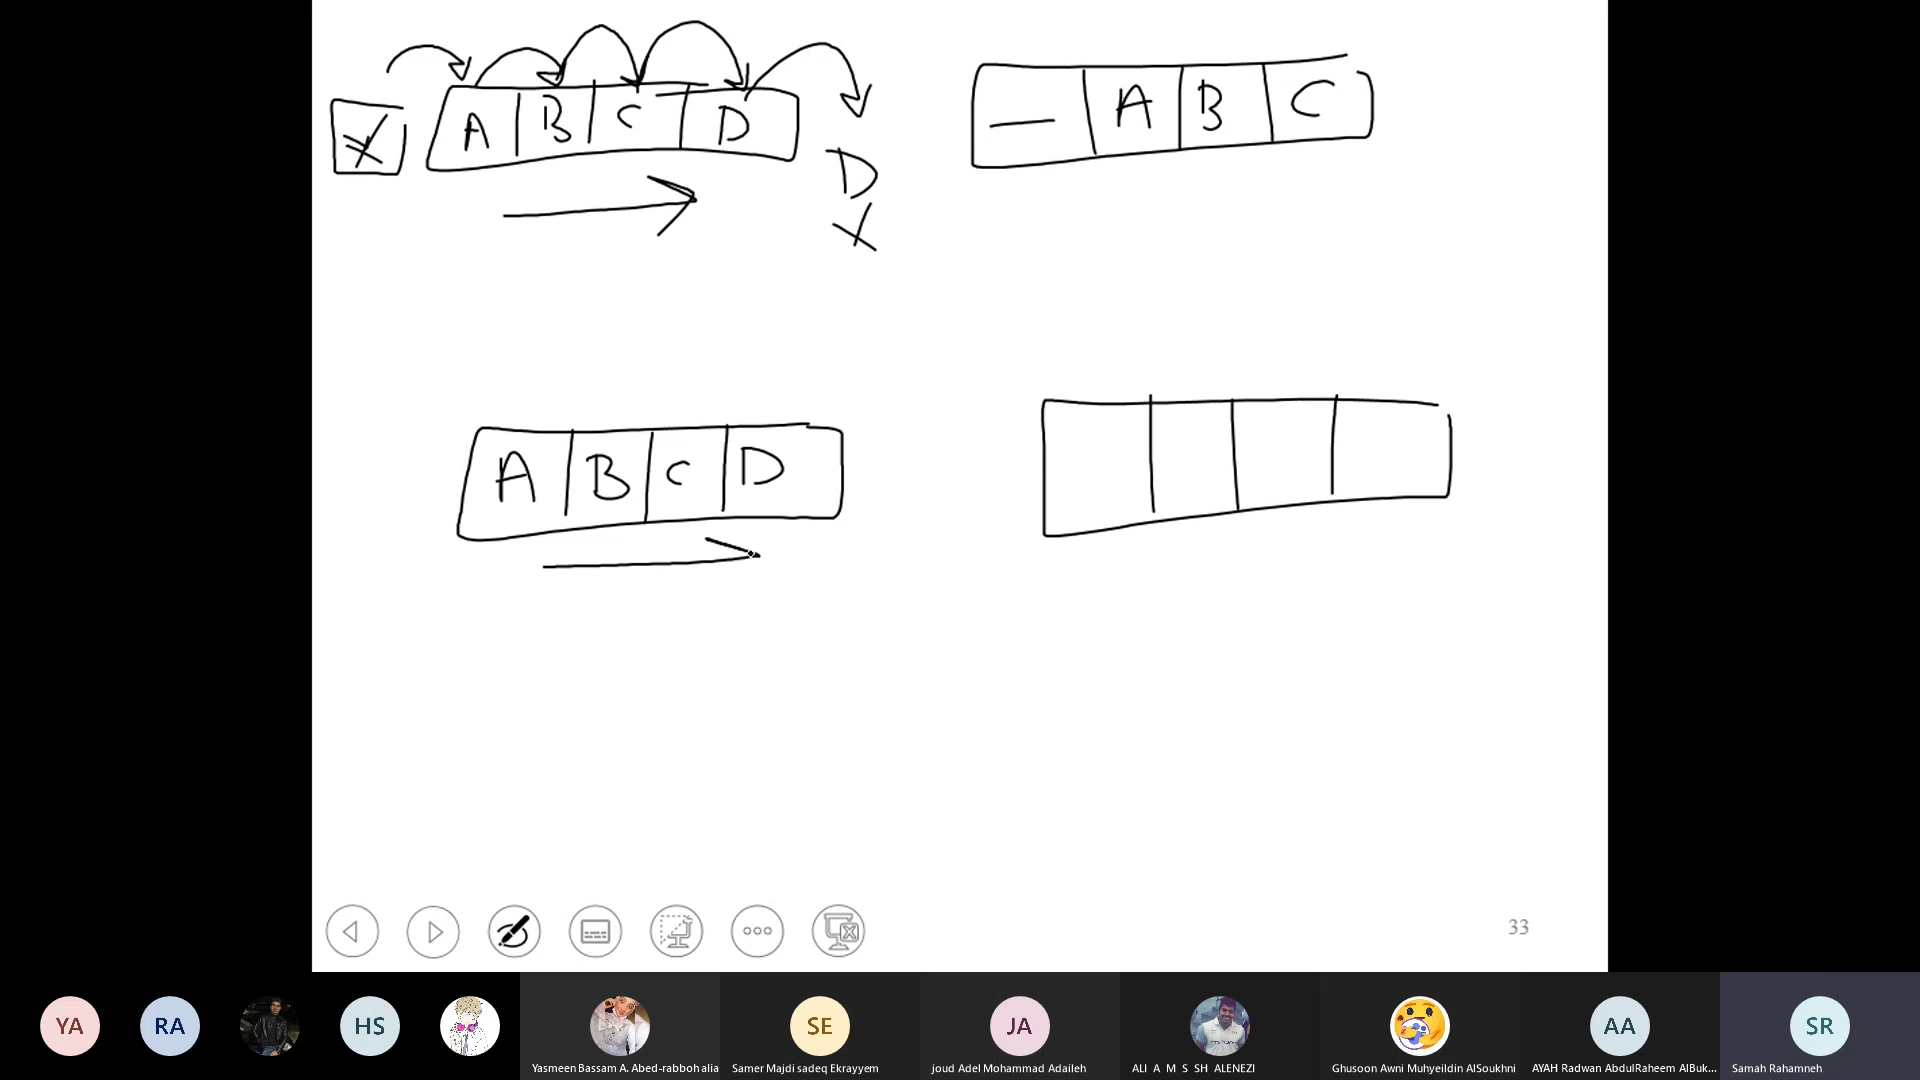 A B C D
X
D
X
— A B C
A B C D
33
YA
RA
HS
SE
JA
AA
SR
Yasmeen Bassam A. Abed-rabboh alia
Samer Majdi sadeq Ekrayyem
joud Adel Mohammad Adaileh
ALI A M S SH ALENEZI
Ghusoon Awni Muhyeildin AlSoukhni
AYAH Radwan AbdulRaheem AlBuk...
Samah Rahamneh